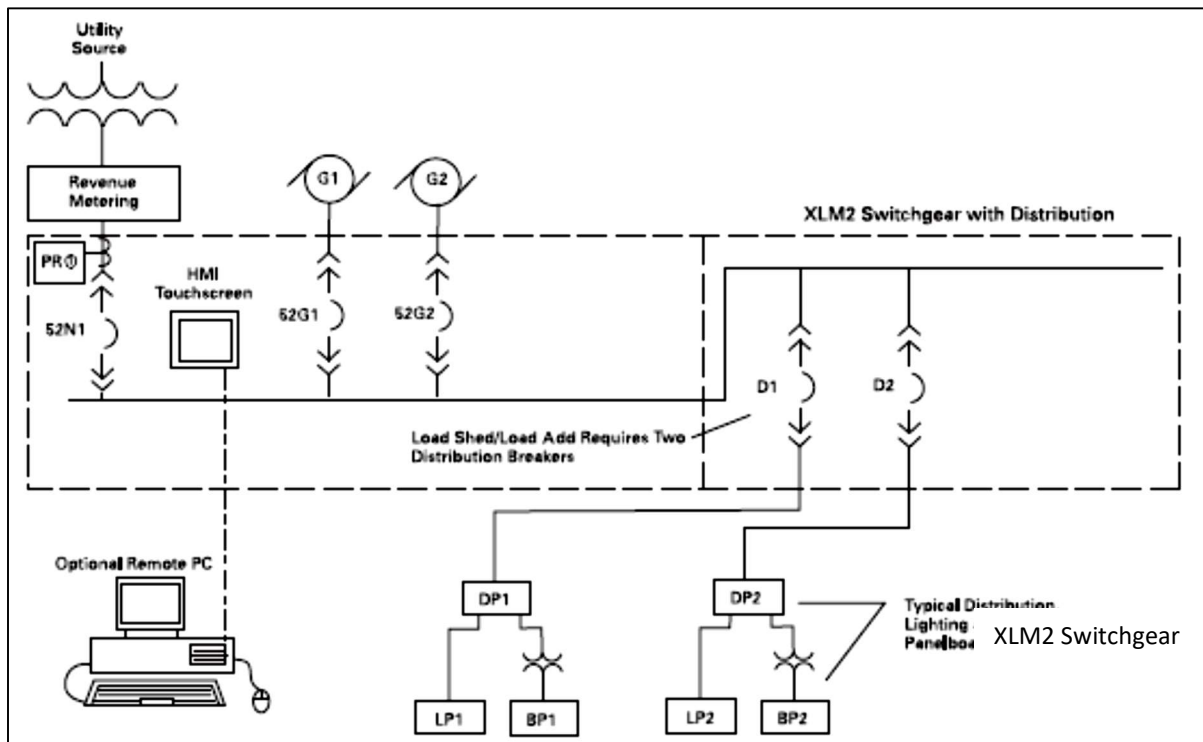 Utility
Source
Revenue
Metering
PR①
52N1
HMI
Touchscreen
G1
G2
52G1
52G2
XLM2 Switchgear with Distribution
D1
D2
Load Shed/Load Add Requires Two
Distribution Breakers
Optional Remote PC
DP1
DP2
LP1
BP1
LP2
BP2
Typical Distribution
Lighting
XLM2 Switchgear